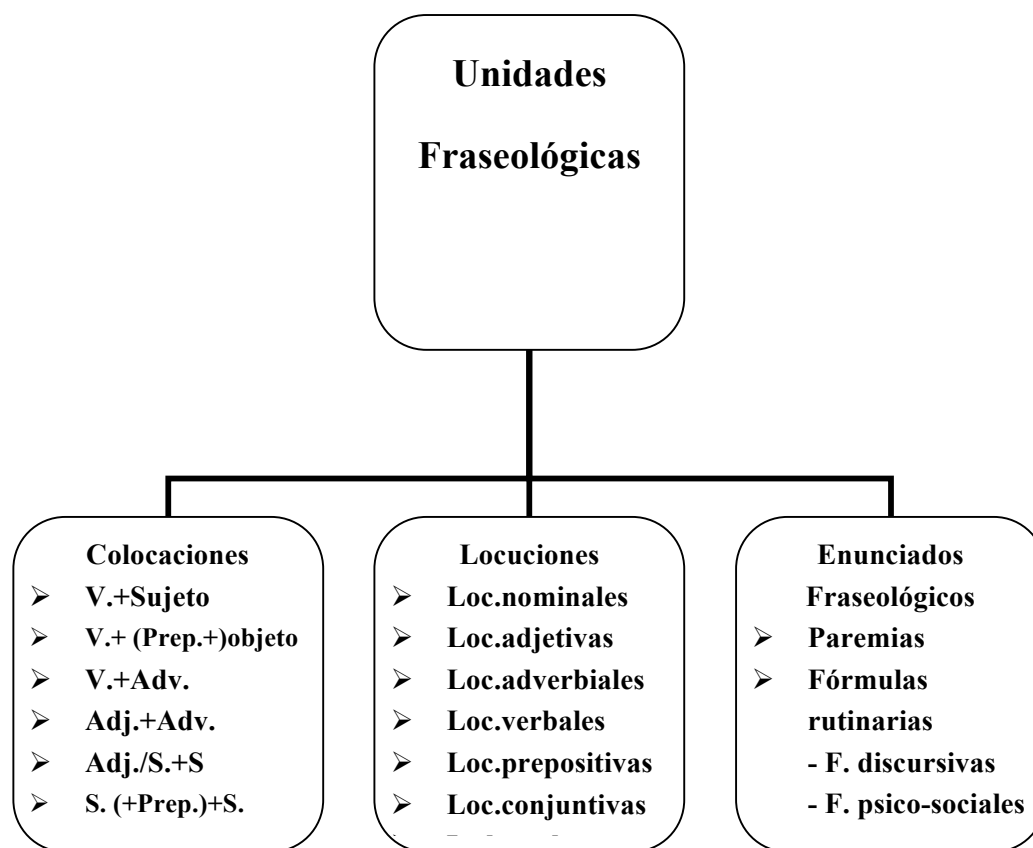 Unidades
Fraseológicas
Colocaciones
➢ V.+Sujeto
➢ V.+ (Prep.+)objeto
➢ V.+Adv.
➢ Adj.+Adv.
➢ Adj./S.+S
➢ S. (+Prep.)+S.
Locuciones
➢ Loc.nominales
➢ Loc.adjetivas
➢ Loc.adverbiales
➢ Loc.verbales
➢ Loc.prepositivas
➢ Loc.conjuntivas
Enunciados
Fraseológicos
➢ Paremias
➢ Fórmulas
rutinarias
- F. discursivas
- F. psico-sociales